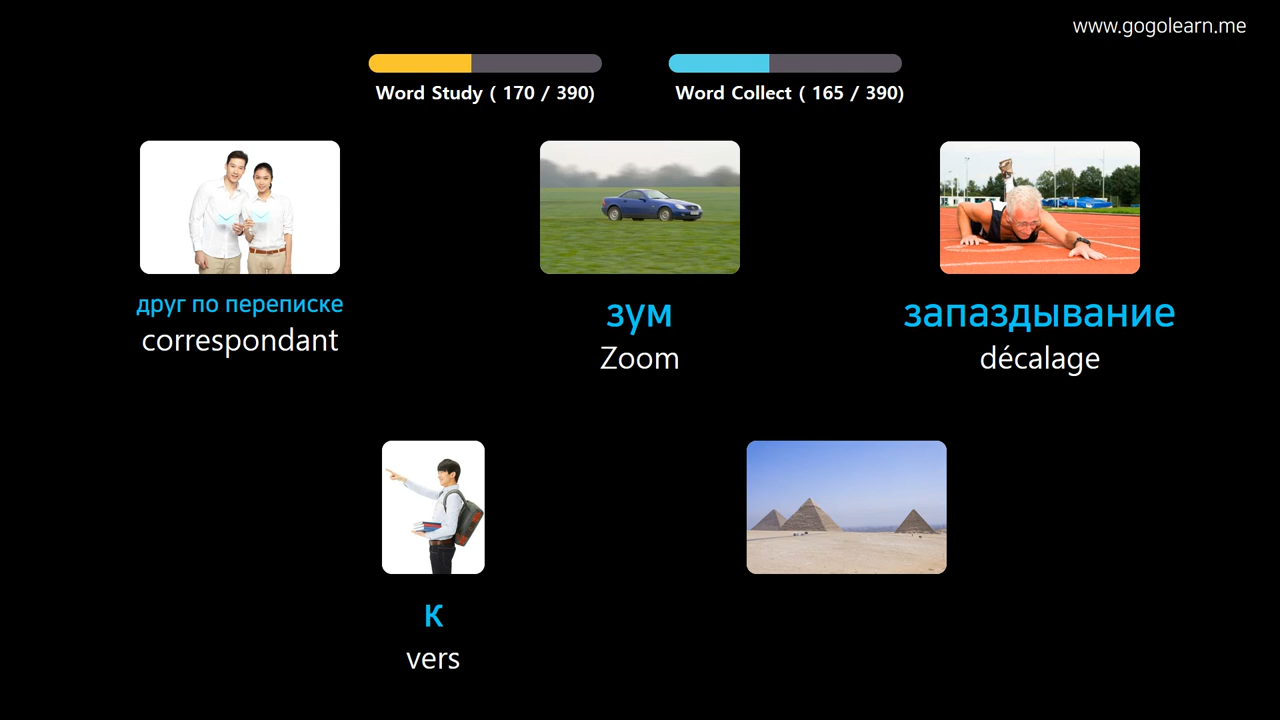 www.gogolearn.me
Word Study ( 170 / 390)
Word Collect ( 165 / 390)
друг по переписке
correspondant
зум
Zoom
запаздывание
décalage
к
vers